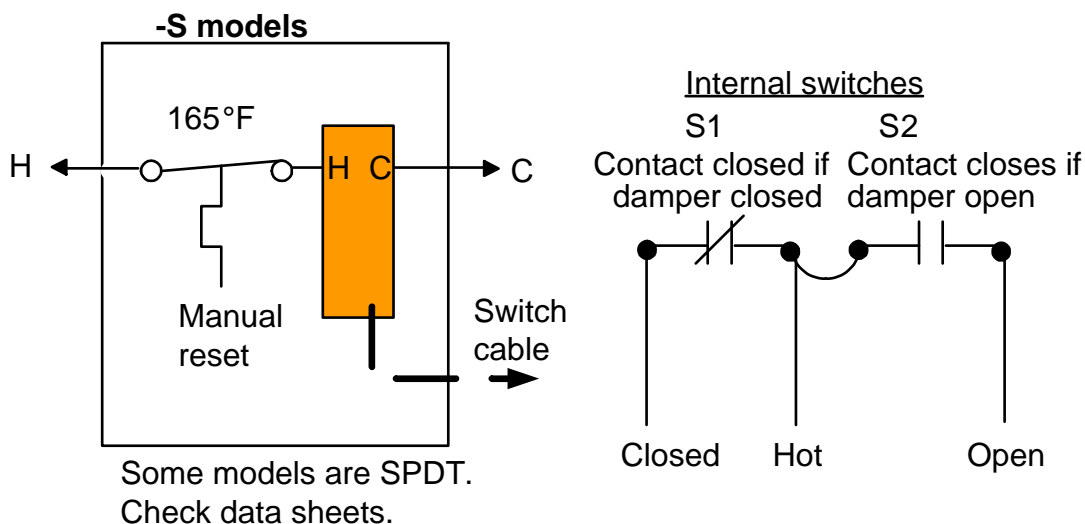 -S models
165°F
H
H C
C
Manual
reset
Switch
cable
Some models are SPDT.
Check data sheets.
Internal switches
S1
Contact closed if
damper closed
S2
Contact closes if
damper open
Closed
Hot
Open